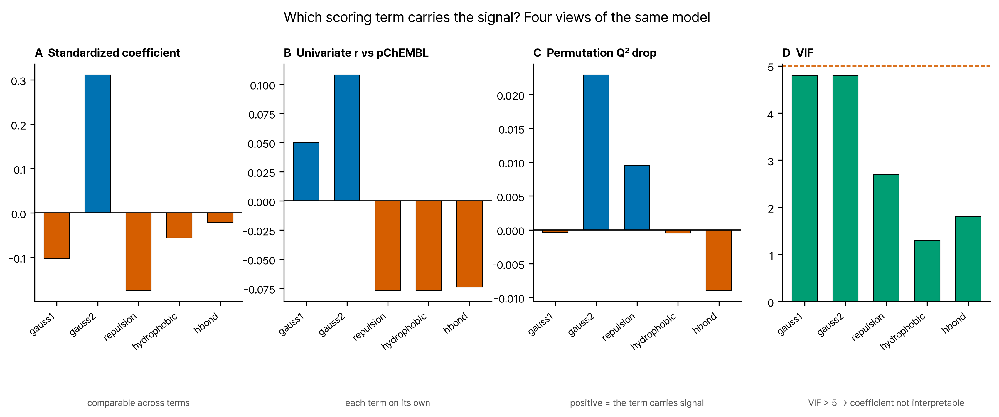 Which scoring term carries the signal? Four views of the same model
A Standardized coefficient
0.3
0.2
0.1
0.0
-0.1
gauss1
gauss2
repulsion
hydrophobic
hbond
comparable across terms
B Univariate r vs pChEMBL
0.100
0.075
0.050
0.025
0.000
-0.025
-0.050
-0.075
gauss1
gauss2
repulsion
hydrophobic
hbond
each term on its own
C Permutation Q² drop
0.020
0.015
0.010
0.005
0.000
-0.005
-0.010
gauss1
gauss2
repulsion
hydrophobic
hbond
positive = the term carries signal
D VIF
5
4
3
2
1
0
gauss1
gauss2
repulsion
hydrophobic
hbond
VIF > 5 → coefficient not interpretable